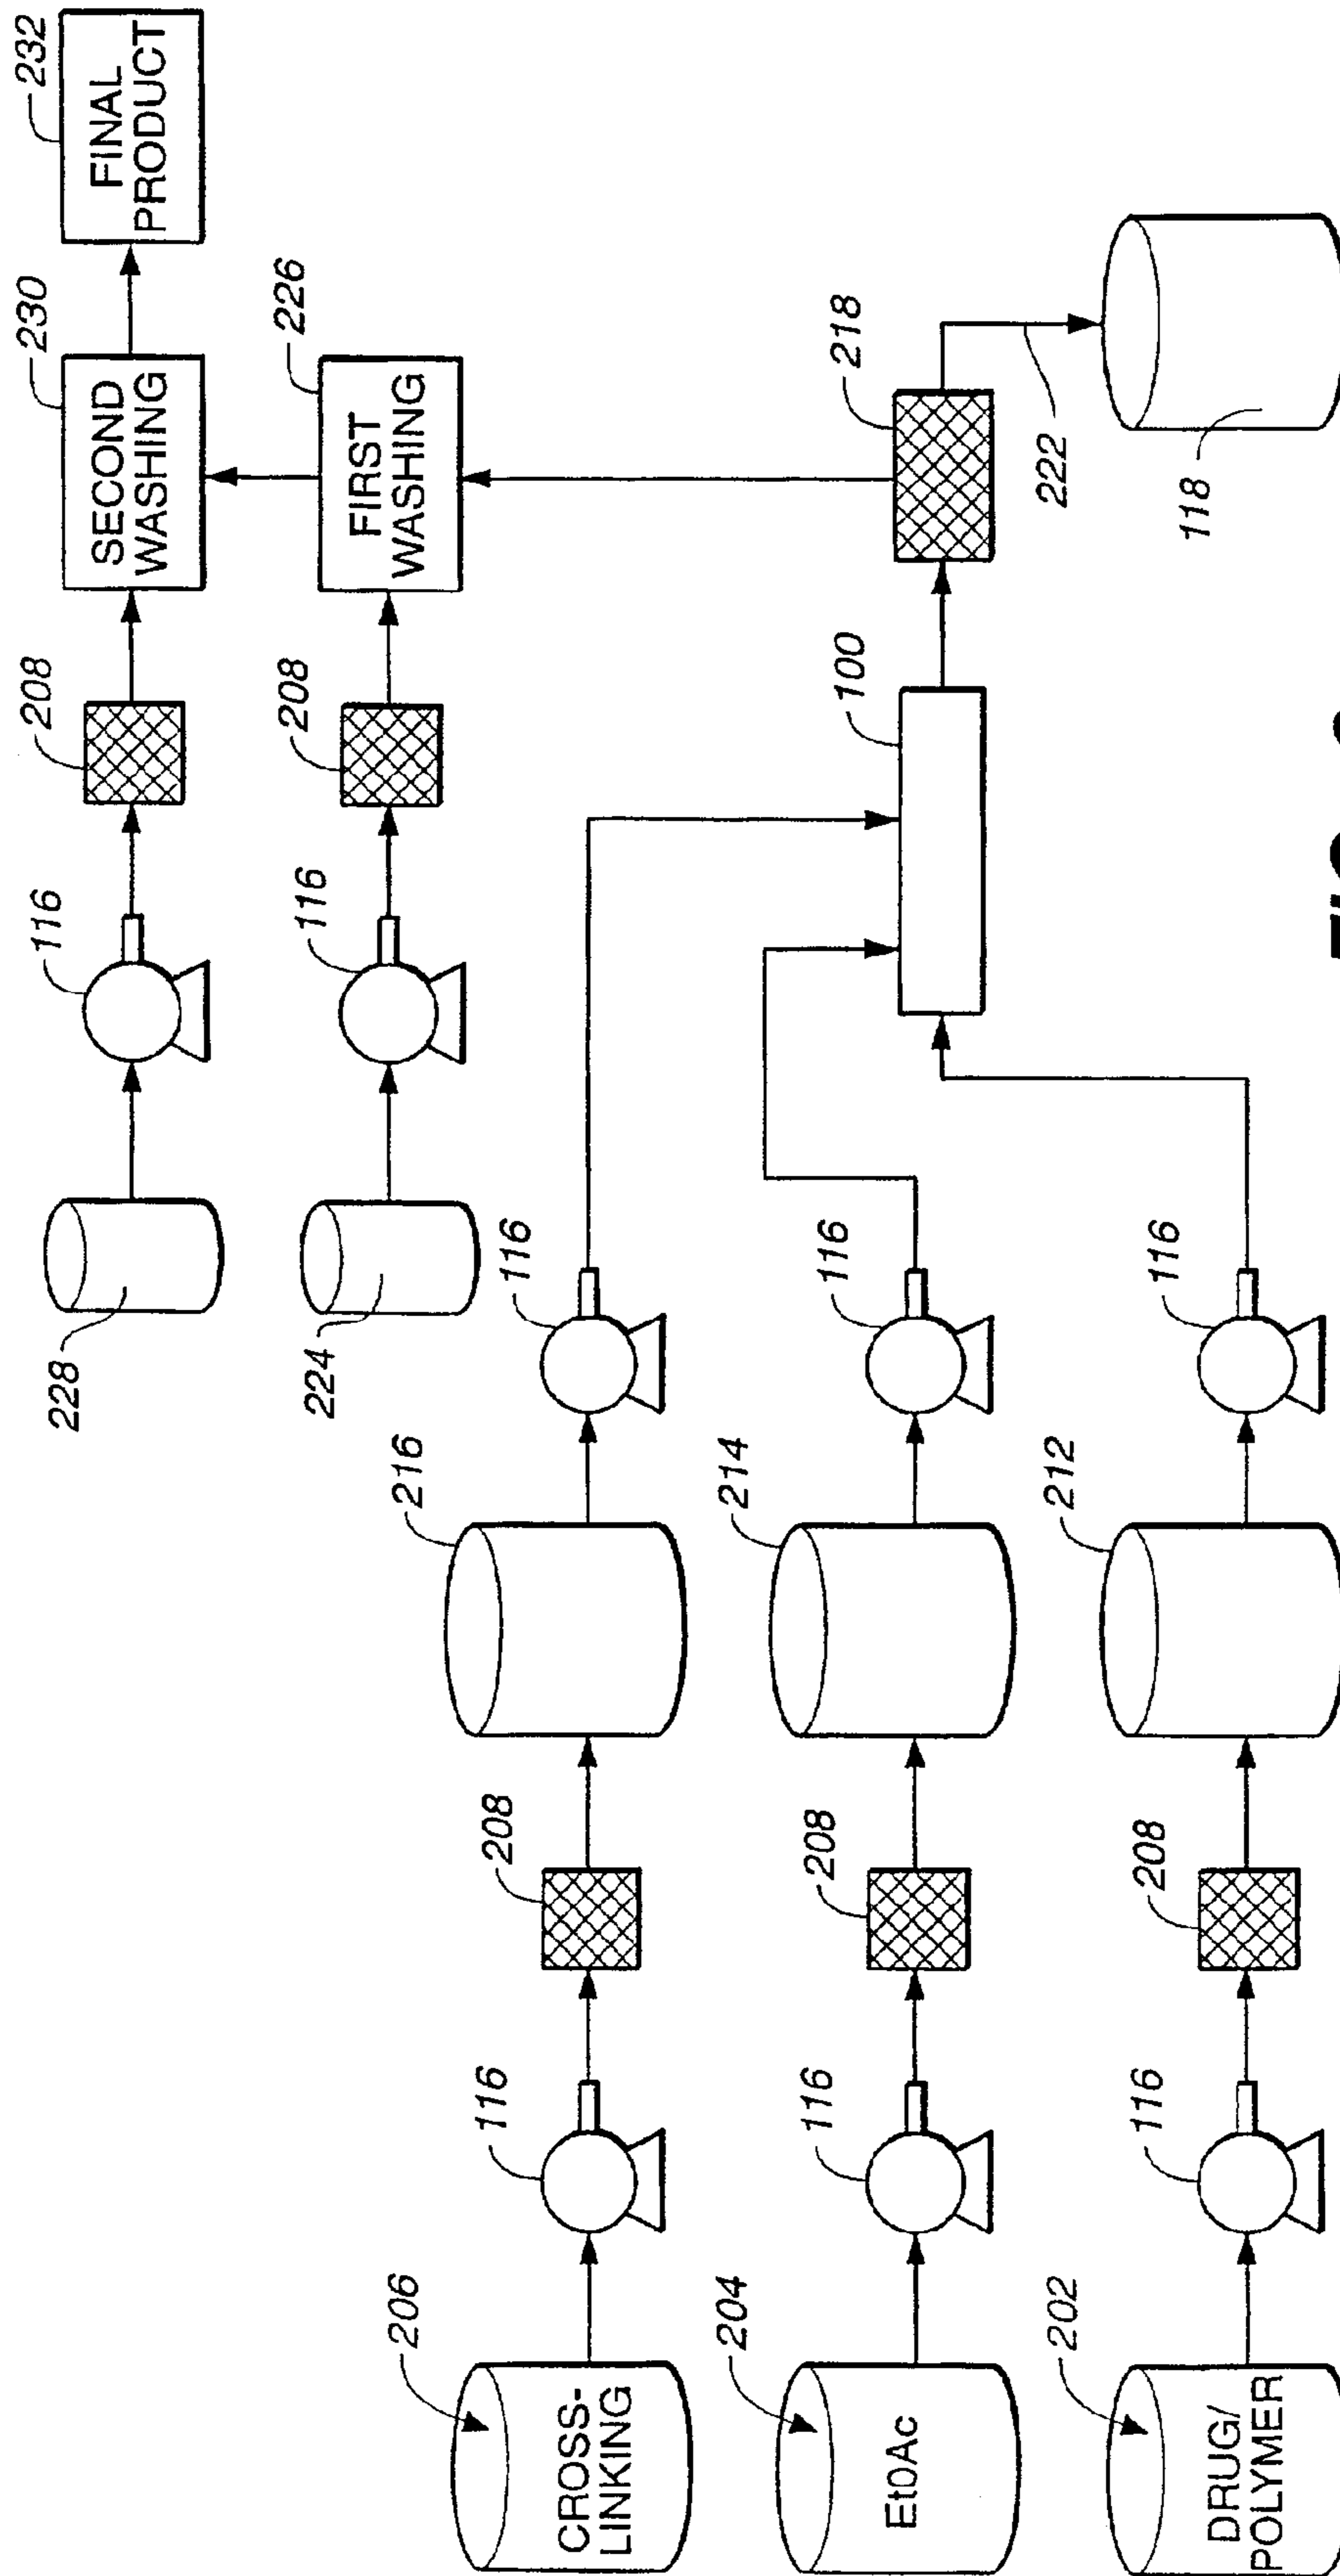 228
116
208
230
SECOND
WASHING
232
FINAL
PRODUCT
224
116
208
226
FIRST
WASHING
206
CROSS-
LINKING
116
208
216
116
204
EtOAc
116
208
214
116
100
218
222
118
202
DRUG/
POLYMER
116
208
212
116